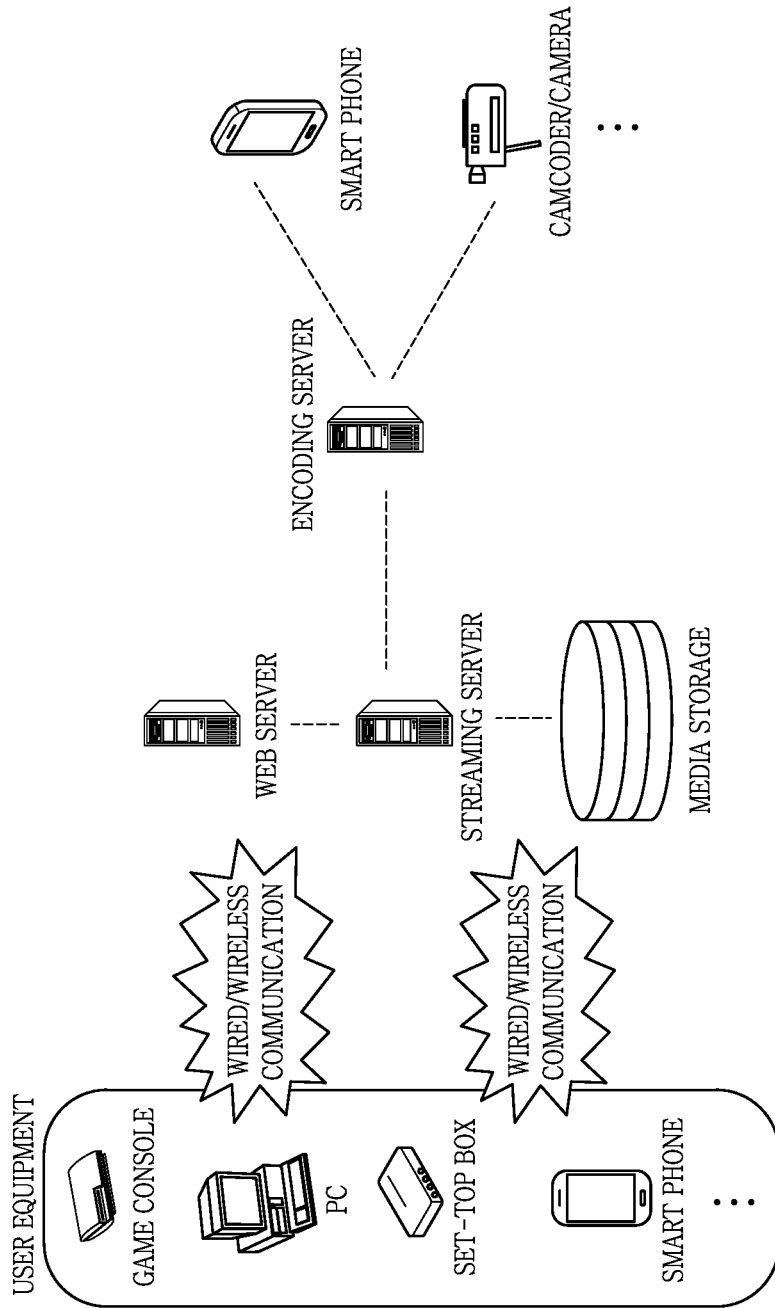 USER EQUIPMENT
GAME CONSOLE
PC
SET-TOP BOX
SMART PHONE
WIRED/WIRELESS
COMMUNICATION
WIRED/WIRELESS
COMMUNICATION
WEB SERVER
STREAMING SERVER
MEDIA STORAGE
ENCODING SERVER
SMART PHONE
CAMCODER/CAMERA